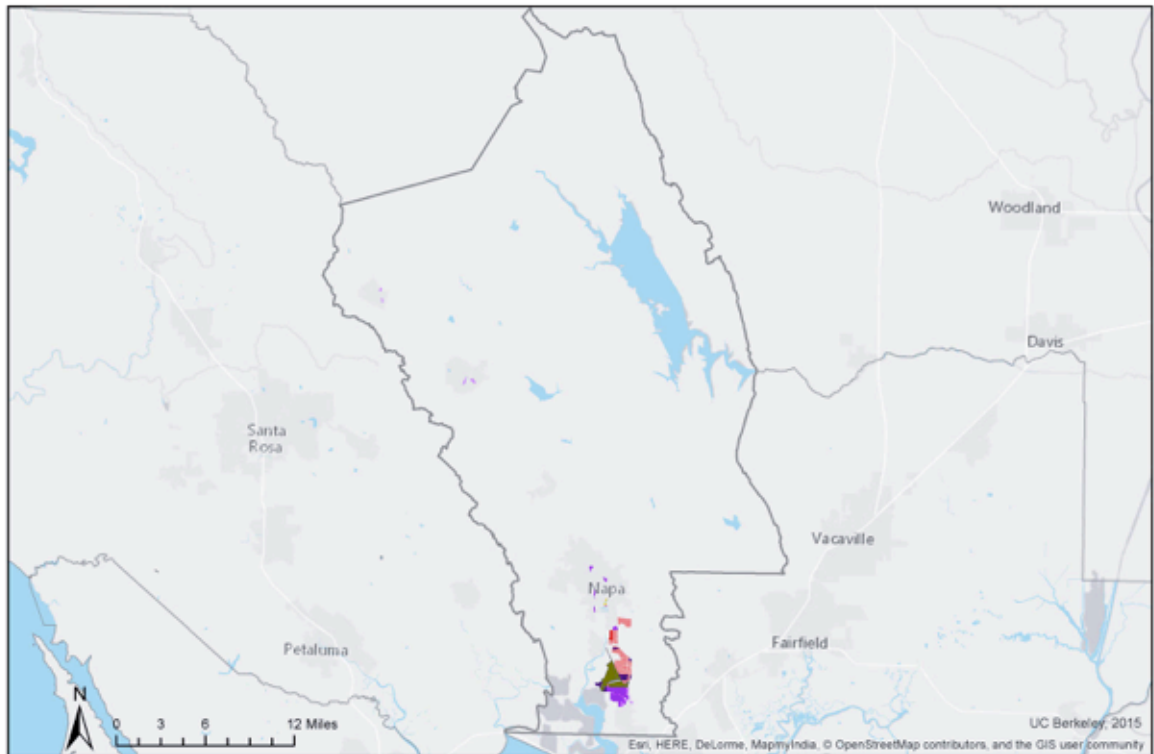 Woodland
Davis
Santa
Rosa
Vacaville
Napa
Fairfield
Petaluma
N
0 3 6 12 Miles
UC Berkeley, 2015
Esri, HERE, DeLorme, MapmyIndia, © OpenStreetMap contributors, and the GIS user community